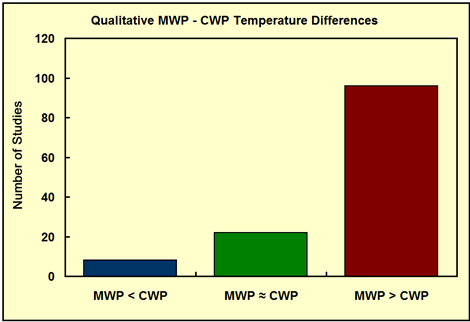 Qualitative MWP - CWP Temperature Differences
Number of Studies
120
100
80
60
40
20
0
MWP < CWP MWP ≈ CWP MWP > CWP